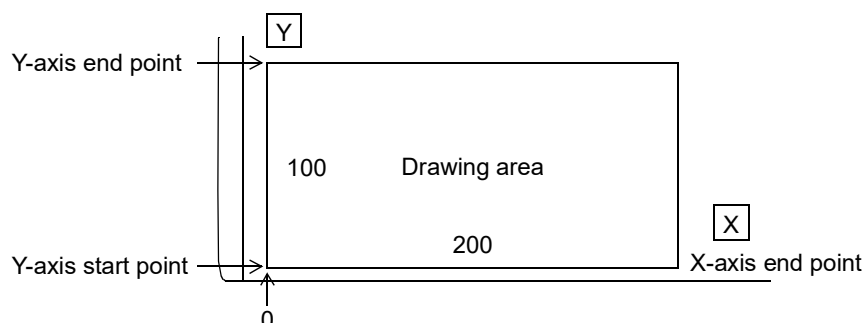 Y
Y-axis end point
100
Drawing area
200
X
Y-axis start point
X-axis end point
0